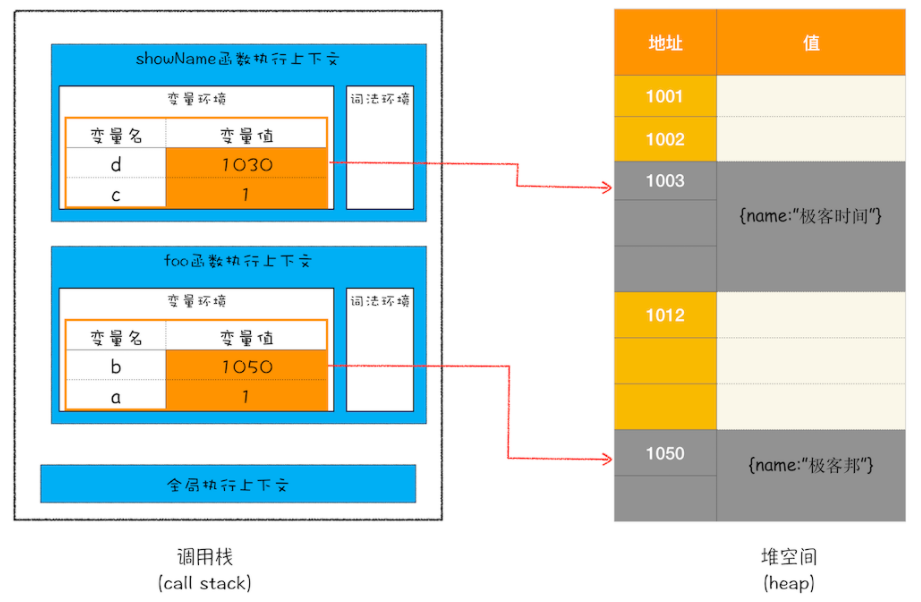 showName函数执行上下文
变量环境
词法环境
变量名 变量值
d 1030
c 1
foo函数执行上下文
变量环境
词法环境
变量名 变量值
b 1050
a 1
全局执行上下文
调用栈
(call stack)
地址 值
1001
1002
1003
{name:"极客时间"}
1012
1050
{name:"极客邦"}
堆空间
(heap)